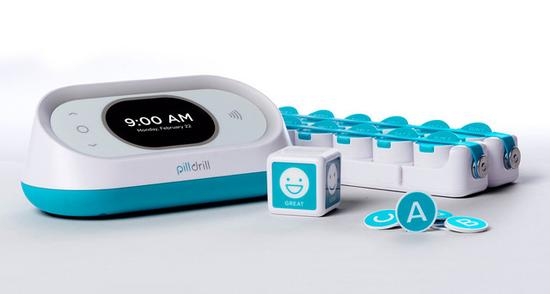 9:00 AM
Monday, February 22
pilldrill
GREAT
C
A
B